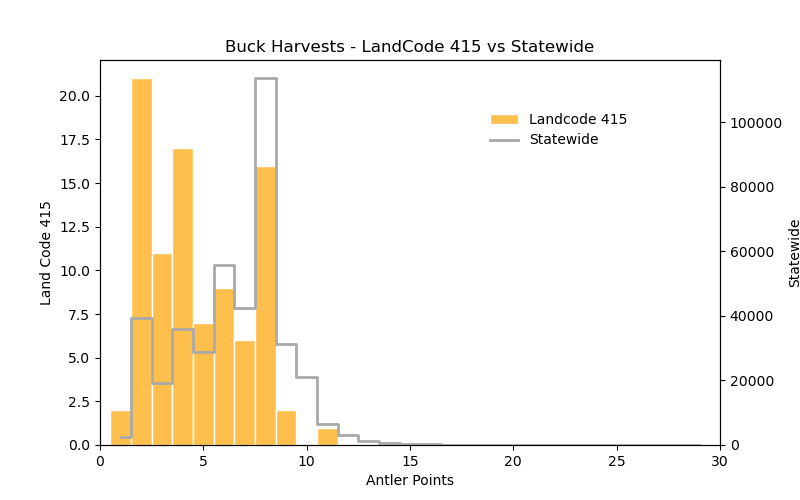 Buck Harvests - LandCode 415 vs Statewide
Land Code 415
20.0
17.5
15.0
12.5
10.0
7.5
5.0
2.5
0.0
Landcode 415
Statewide
100000
80000
60000
40000
20000
0
Statewide
0 5 10 15 20 25 30
Antler Points